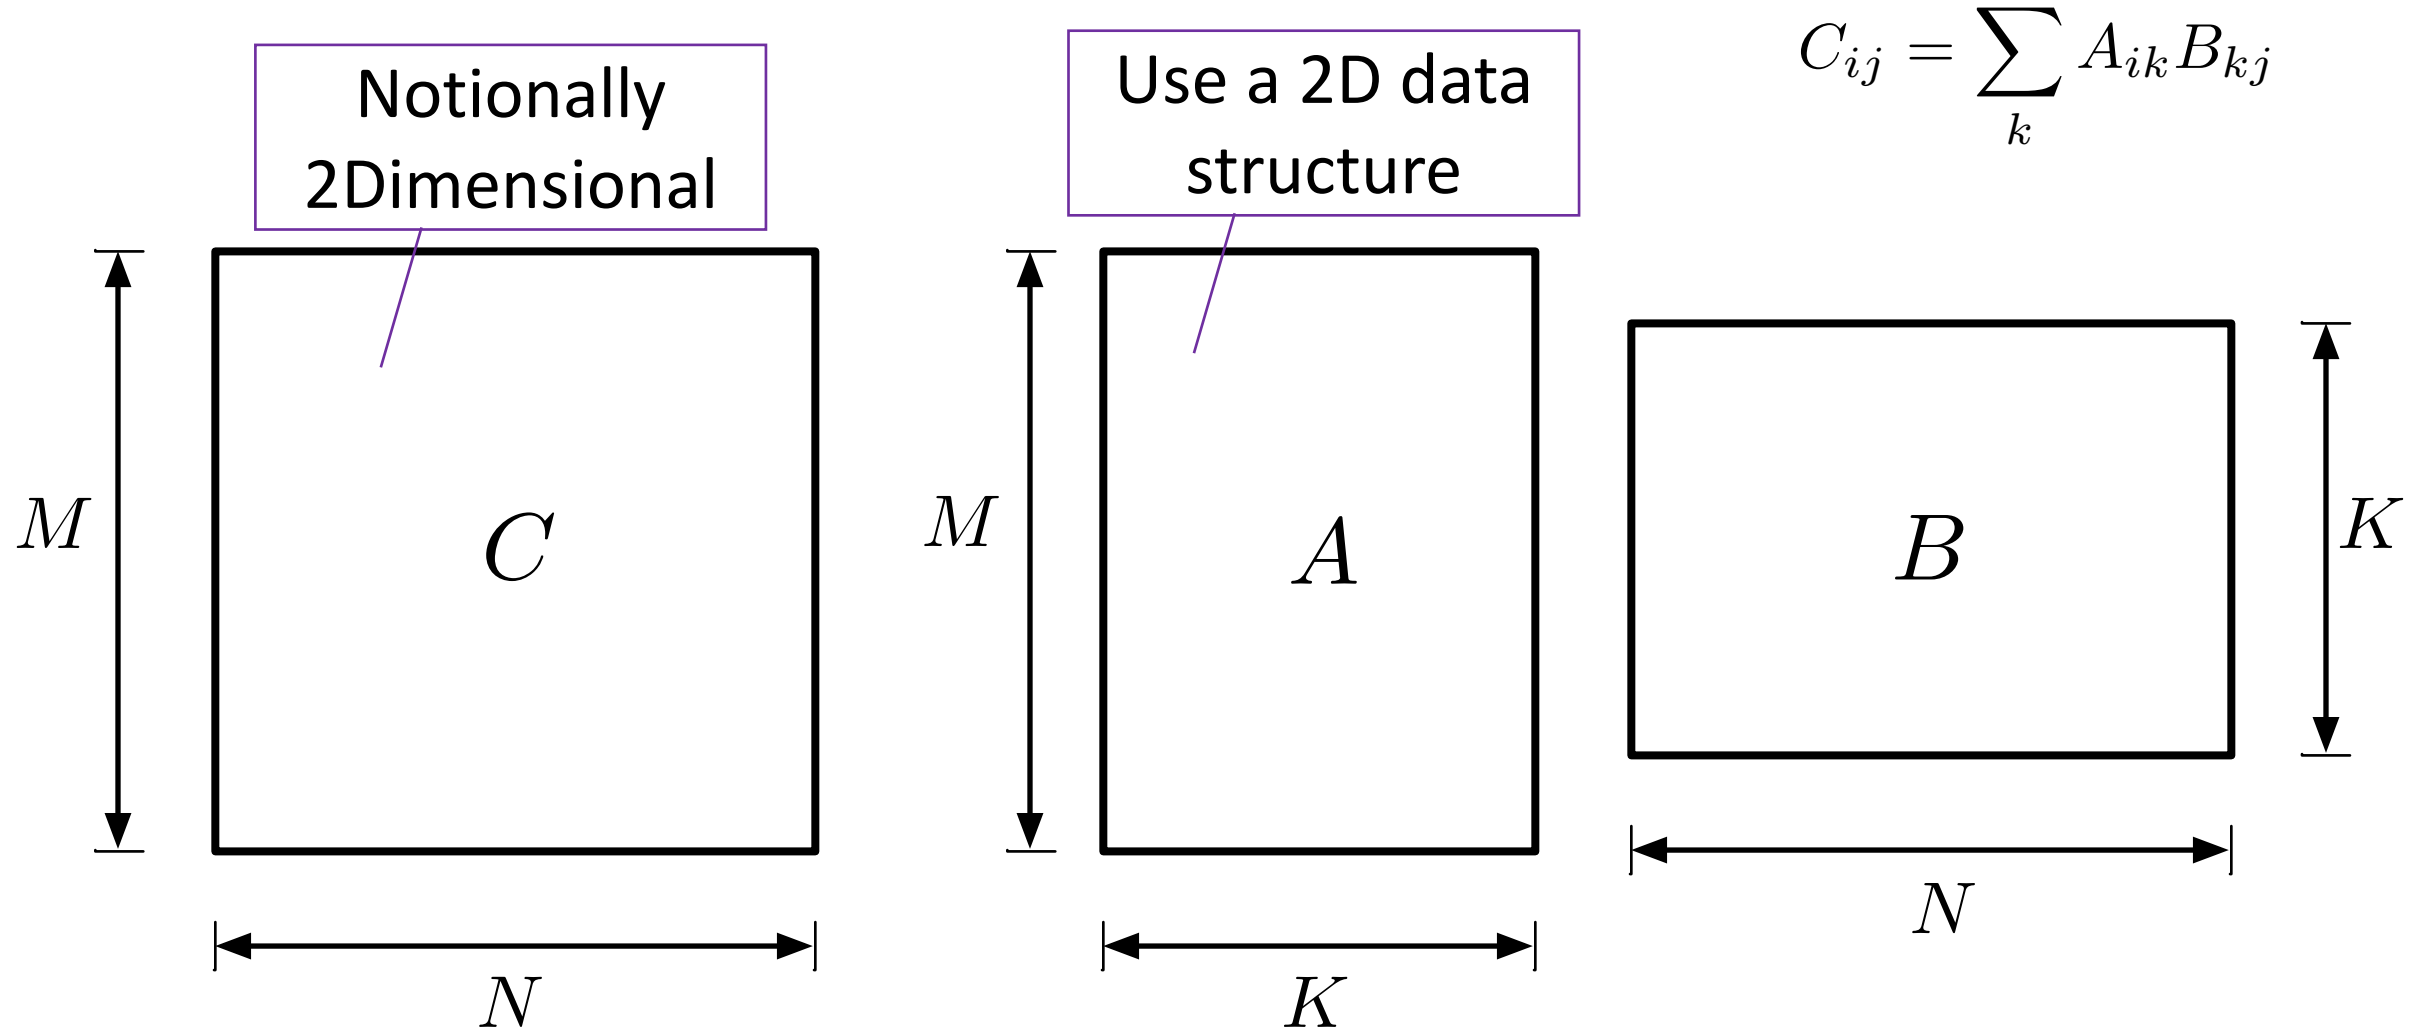 Notionally
2Dimensional
Use a 2D data
structure
C_{ij} = \sum_k A_{ik} B_{kj}
M
C
N
M
A
K
B
K
N